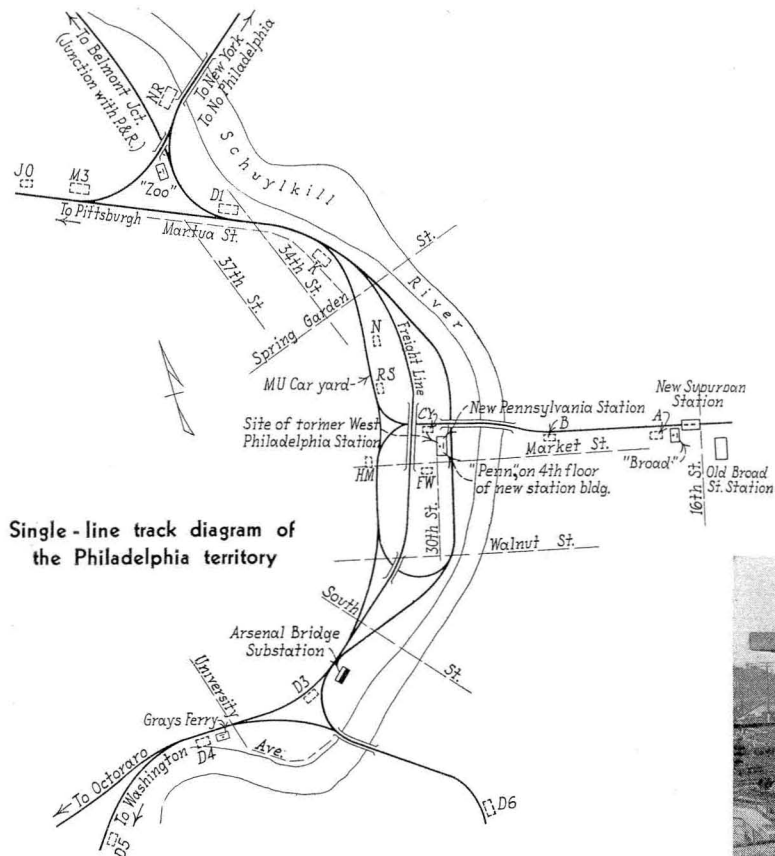 To Belmont Jct.
(Junction with P.&R.)
NR
To New York
To No. Philadelphia
Schuylkill
River
JO
M3
"Zoo"
D1
To Pittsburgh
Mantua St.
37th St.
34th St.
K
Spring Garden St.
N
Freight Line
MU Car yard
RS
CY
New Pennsylvania Station
New Suburban
Station
Site of former West
Philadelphia Station
B
A
Market St.
"Broad"
16th St.
Old Broad
St. Station
HM
FW
"Penn", on 4th floor
of new station bldg.
30th St.
Single-line track diagram of
the Philadelphia territory
Walnut St.
South St.
Arsenal Bridge
Substation
University Ave.
D3
Grays Ferry
D4
To Octoraro
To Washington
D5
D6